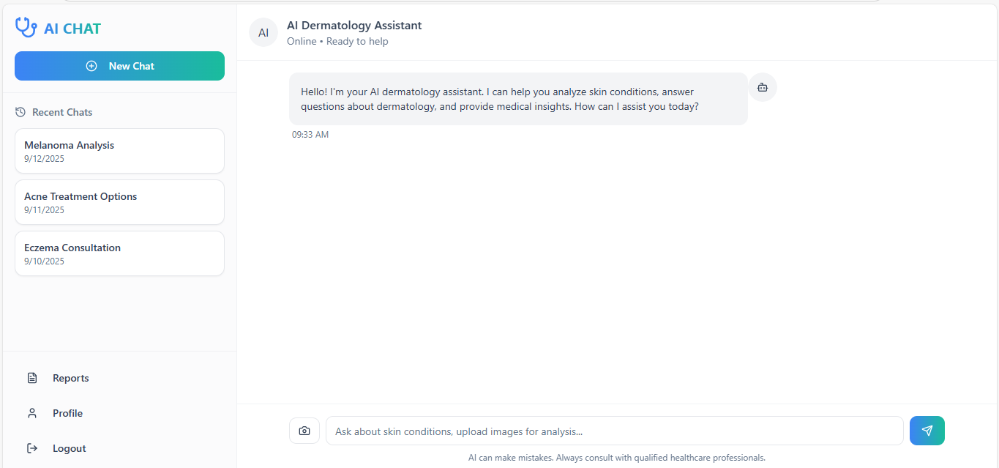 AI CHAT
New Chat
Recent Chats
Melanoma Analysis
9/12/2025
Acne Treatment Options
9/11/2025
Eczema Consultation
9/10/2025
Reports
Profile
Logout
AI
AI Dermatology Assistant
Online • Ready to help
Hello! I'm your AI dermatology assistant. I can help you analyze skin conditions, answer
questions about dermatology, and provide medical insights. How can I assist you today?
09:33 AM
Ask about skin conditions, upload images for analysis...
AI can make mistakes. Always consult with qualified healthcare professionals.